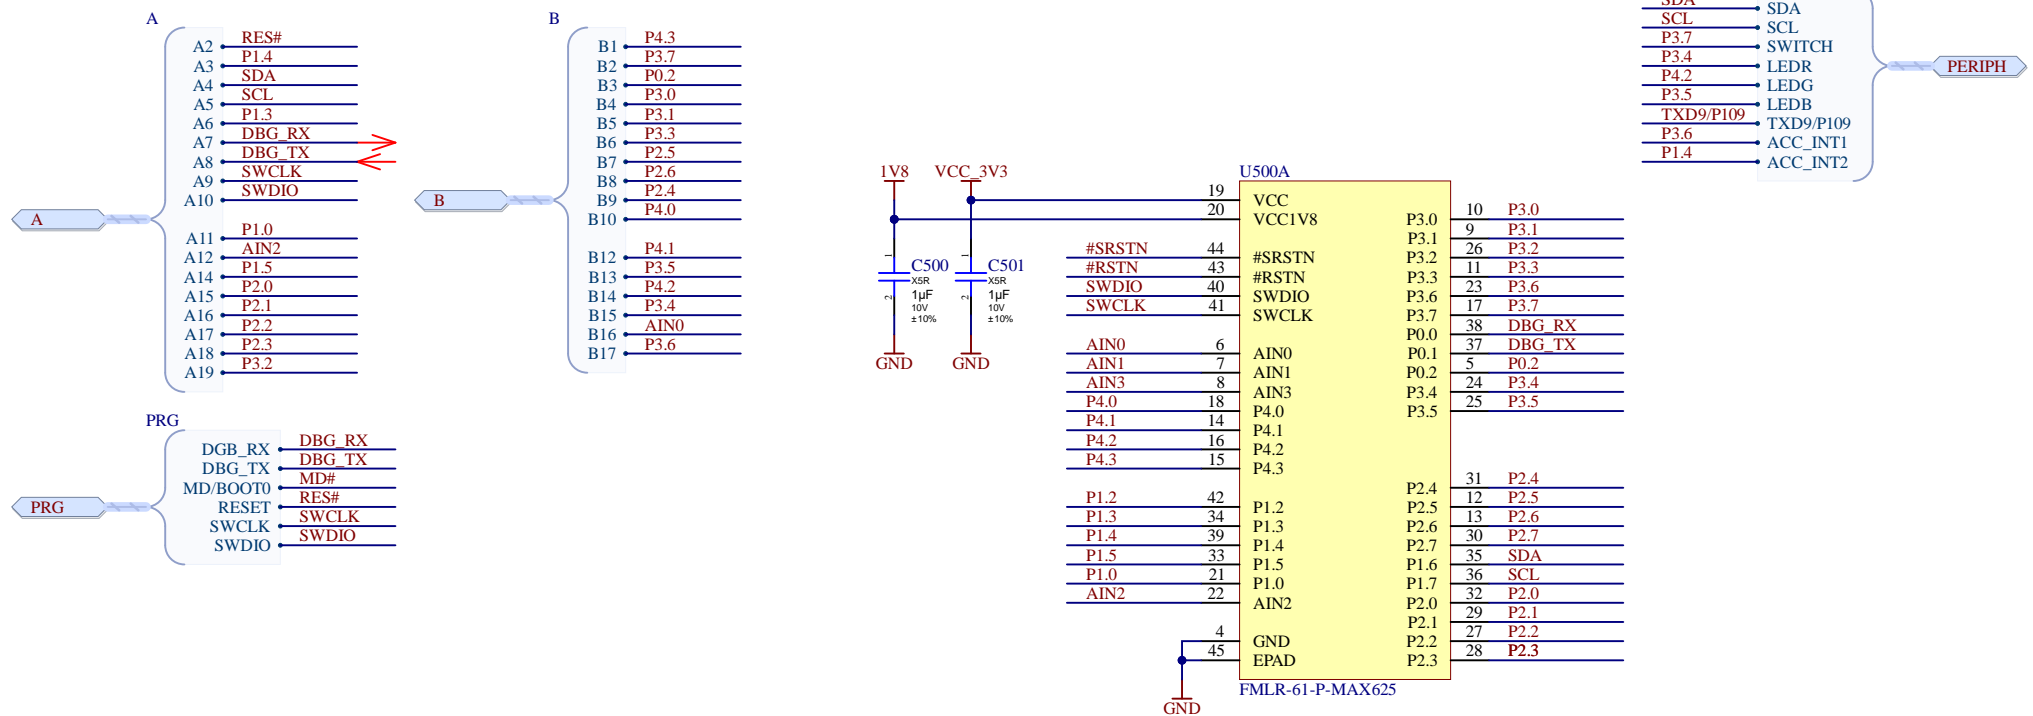 A
A2 RES#
A3 P1.4
A4 SDA
A5 SCL
A6 P1.3
A7 DBG_RX
A8 DBG_TX
A9 SWCLK
A10 SWDIO
A11 P1.0
A12 AIN2
A14 P1.5
A15 P2.0
A16 P2.1
A17 P2.2
A18 P2.3
A19 P3.2
A
PRG
DGB_RX DBG_RX
DBG_TX DBG_TX
MD/BOOT0 MD#
RESET RES#
SWCLK SWCLK
SWDIO SWDIO
PRG
B
B1 P4.3
B2 P3.7
B3 P0.2
B4 P3.0
B5 P3.1
B6 P3.3
B7 P2.5
B8 P2.6
B9 P2.4
B10 P4.0
B12 P4.1
B13 P3.5
B14 P4.2
B15 P3.4
B16 AIN0
B17 P3.6
B
1V8 VCC_3V3
1 C500
X5R
1µF
2 10V
±10%
GND
1 C501
X5R
1µF
2 10V
±10%
GND
U500A
19 VCC
20 VCC1V8
#SRSTN 44 #SRSTN
#RSTN 43 #RSTN
SWDIO 40 SWDIO
SWCLK 41 SWCLK
AIN0 6 AIN0
AIN1 7 AIN1
AIN3 8 AIN3
P4.0 18 P4.0
P4.1 14 P4.1
P4.2 16 P4.2
P4.3 15 P4.3
P1.2 42 P1.2
P1.3 34 P1.3
P1.4 39 P1.4
P1.5 33 P1.5
P1.0 21 P1.0
AIN2 22 AIN2
4 GND
45 EPAD
GND
P3.0 10 P3.0
P3.1 9 P3.1
P3.2 26 P3.2
P3.3 11 P3.3
P3.6 23 P3.6
P3.7 17 P3.7
P0.0 38 DBG_RX
P0.1 37 DBG_TX
P0.2 5 P0.2
P3.4 24 P3.4
P3.5 25 P3.5
P2.4 31 P2.4
P2.5 12 P2.5
P2.6 13 P2.6
P2.7 30 P2.7
P1.6 35 SDA
P1.7 36 SCL
P2.0 32 P2.0
P2.1 29 P2.1
P2.2 27 P2.2
P2.3 28 P2.3
FMLR-61-P-MAX625
SDA SDA
SCL SCL
P3.7 SWITCH
P3.4 LEDR
P4.2 LEDG
P3.5 LEDB
TXD9/P109 TXD9/P109
P3.6 ACC_INT1
P1.4 ACC_INT2
PERIPH